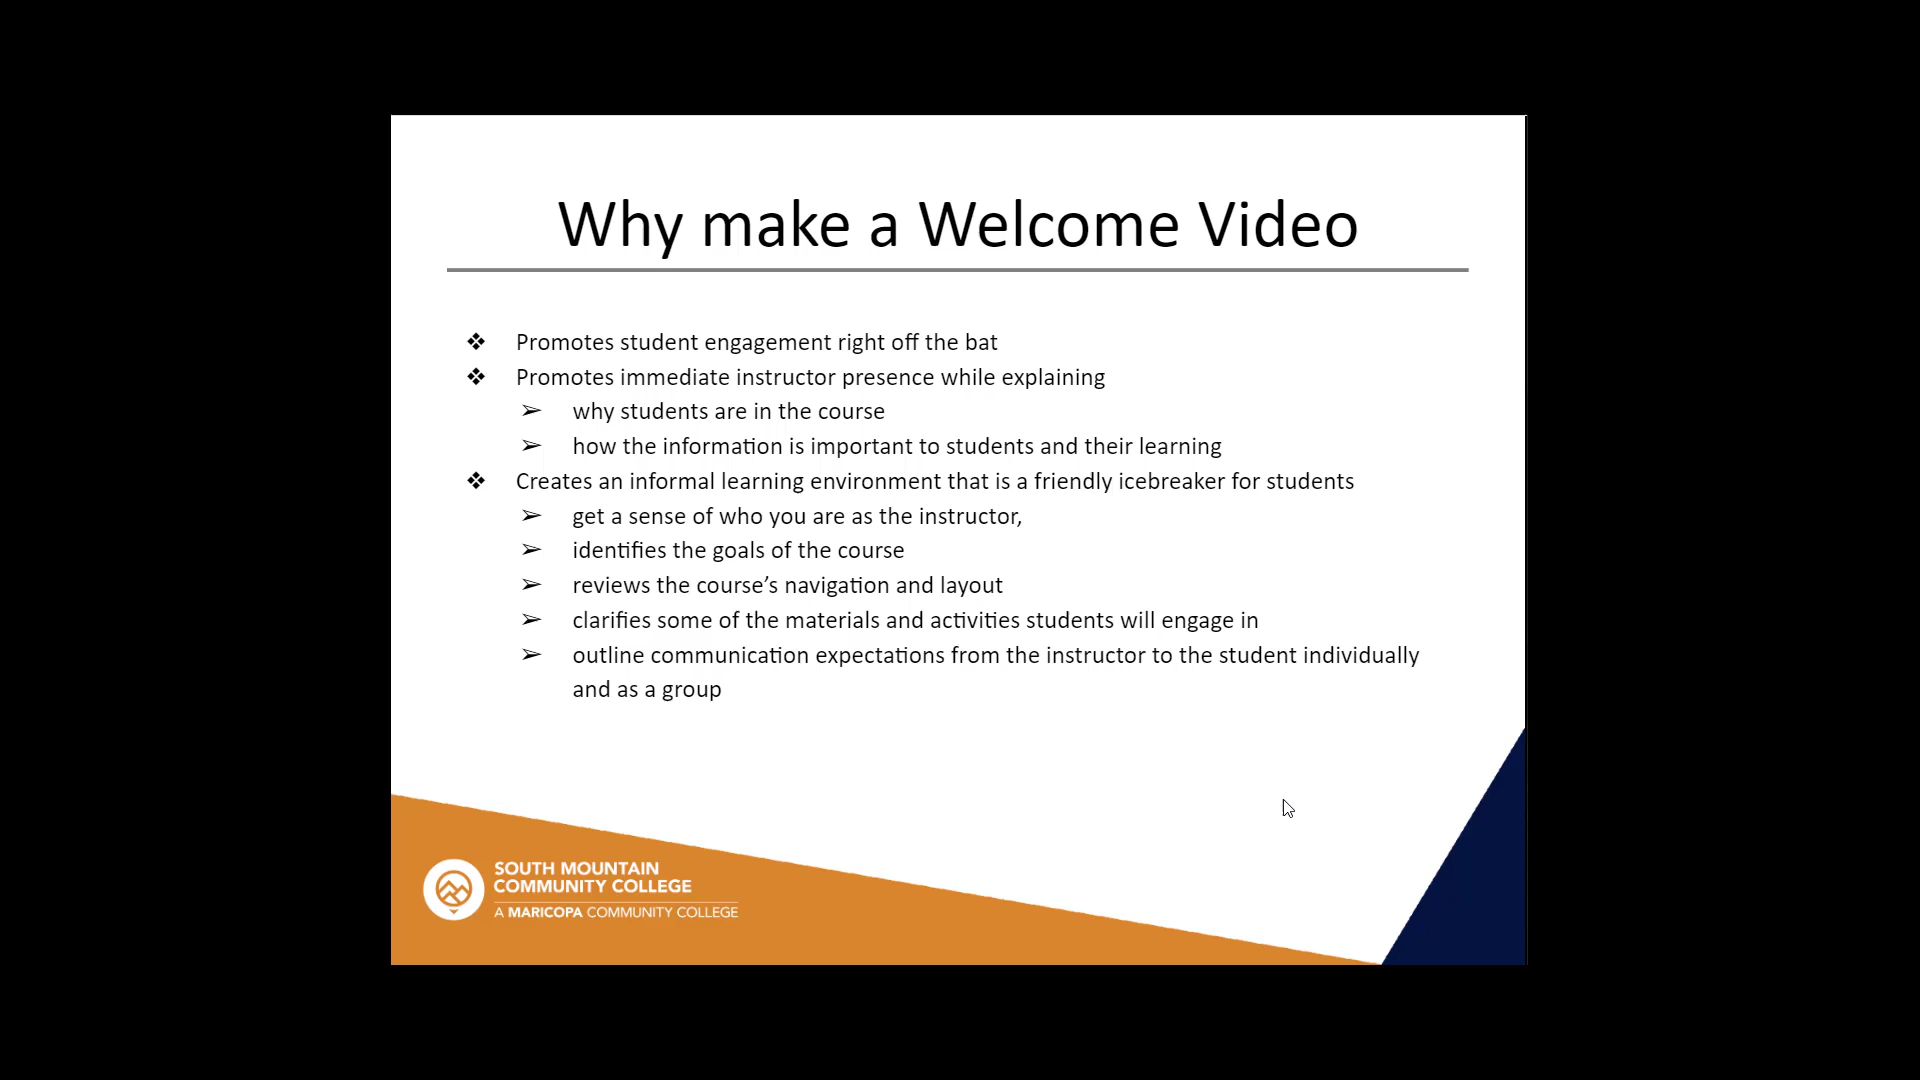 Why make a Welcome Video
❖ Promotes student engagement right off the bat
❖ Promotes immediate instructor presence while explaining
➢ why students are in the course
➢ how the information is important to students and their learning
❖ Creates an informal learning environment that is a friendly icebreaker for students
➢ get a sense of who you are as the instructor,
➢ identifies the goals of the course
➢ reviews the course’s navigation and layout
➢ clarifies some of the materials and activities students will engage in
➢ outline communication expectations from the instructor to the student individually
and as a group
SOUTH MOUNTAIN
COMMUNITY COLLEGE
A MARICOPA COMMUNITY COLLEGE